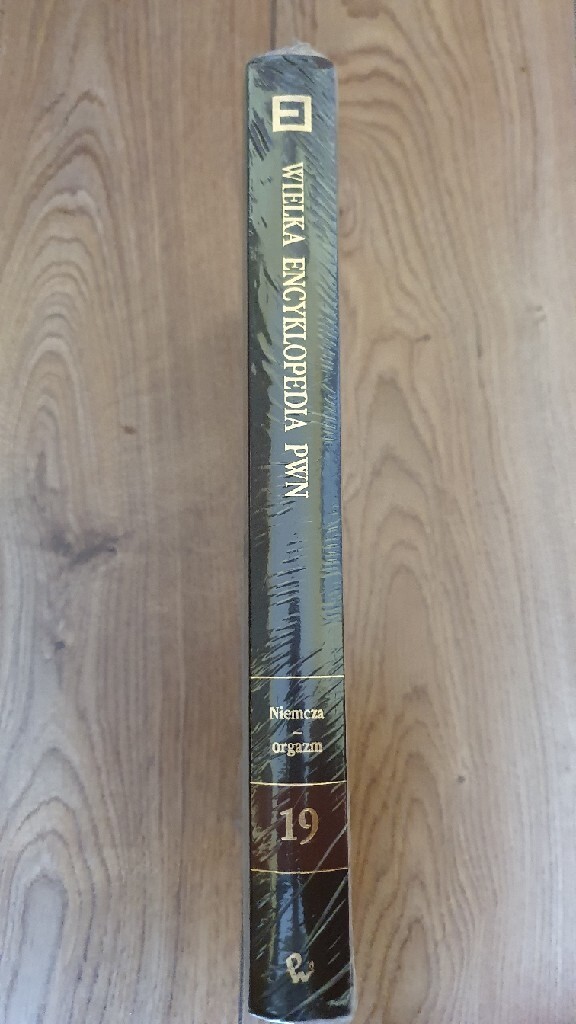 WIELKA ENCYKLOPEDIA PWN
Niemcza
–
orgazm
19